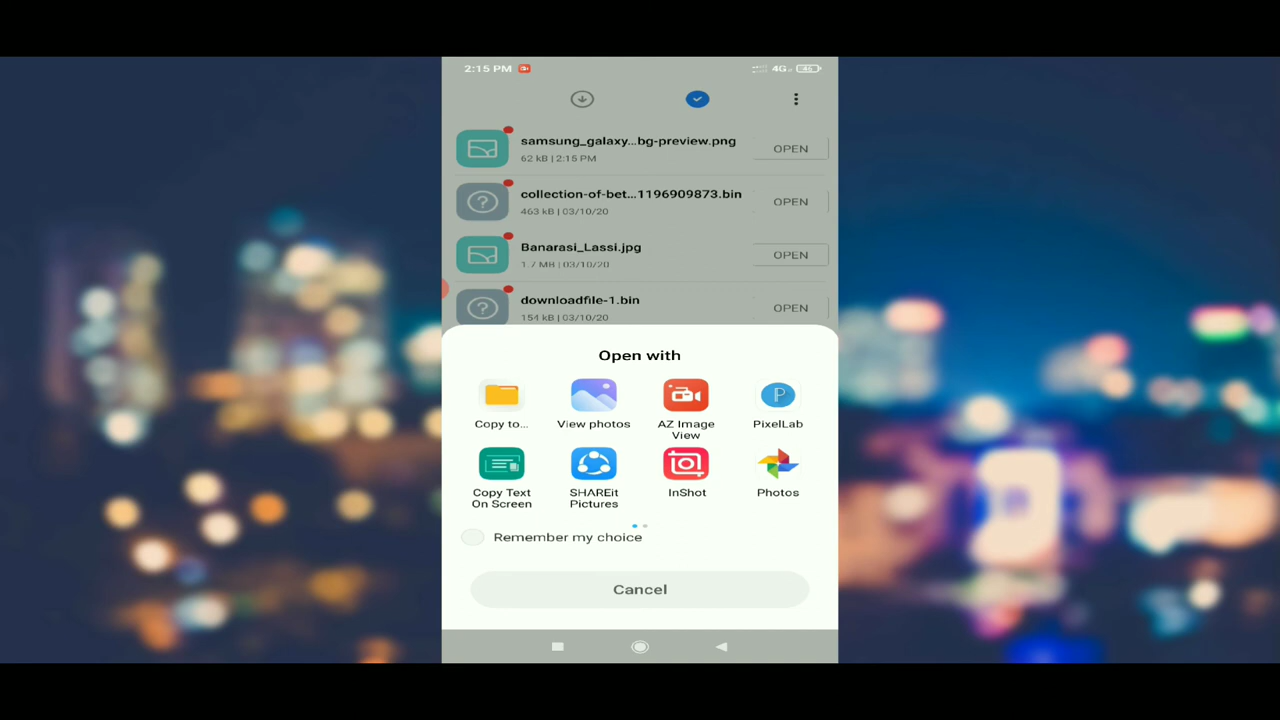 2:15 PM
4G
46
samsung_galaxy...bg-preview.png
62 kB | 2:15 PM
OPEN
collection-of-bet...1196909873.bin
463 kB | 03/10/20
OPEN
Banarasi_Lassi.jpg
1.7 MB | 03/10/20
OPEN
downloadfile-1.bin
154 kB | 03/10/20
OPEN
Open with
Copy to...
View photos
AZ Image
View
P
PixelLab
Copy Text
On Screen
SHAREit
Pictures
InShot
Photos
Remember my choice
Cancel